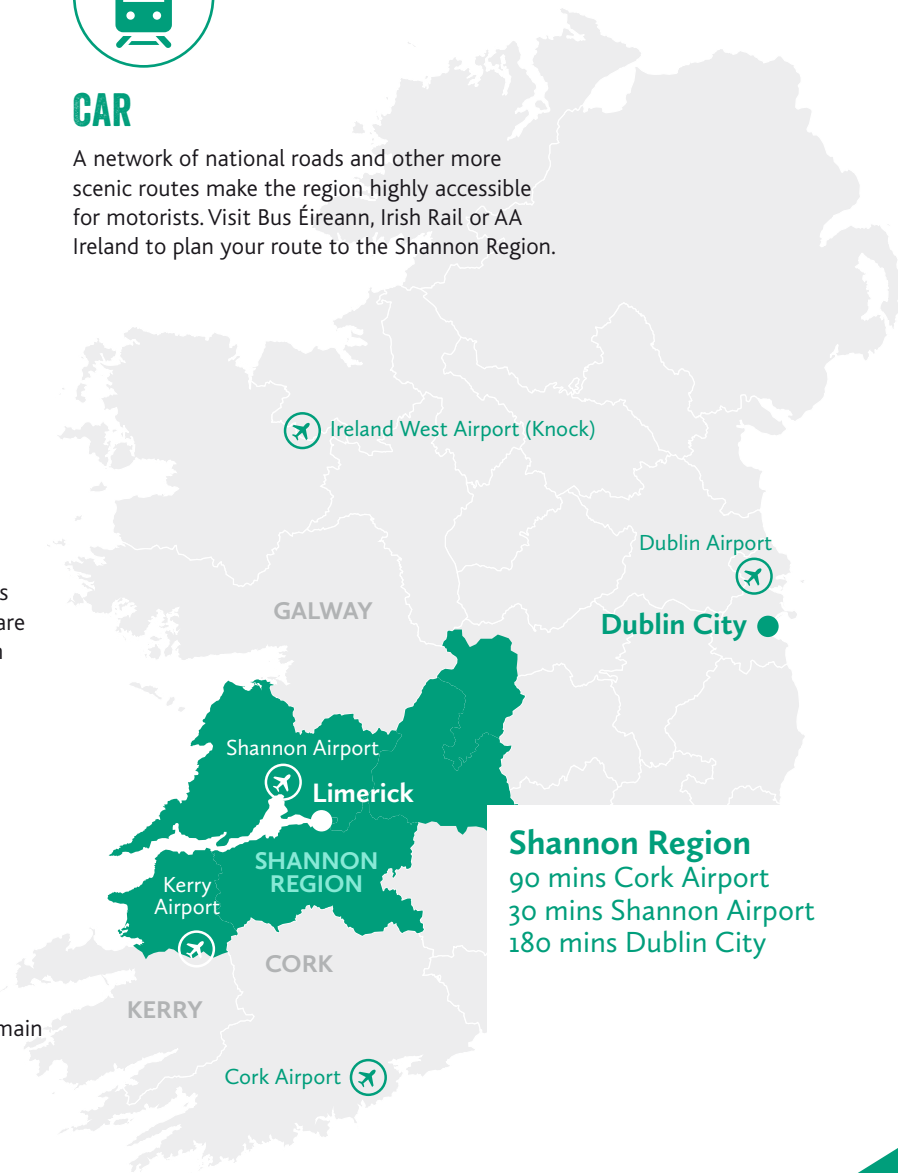 CAR
A network of national roads and other more
scenic routes make the region highly accessible
for motorists. Visit Bus Éireann, Irish Rail or AA
Ireland to plan your route to the Shannon Region.
Ireland West Airport (Knock)
Dublin Airport
are
GALWAY
Dublin City
Shannon Airport
Limerick
SHANNON
REGION
Kerry
Airport
Shannon Region
90 mins Cork Airport
30 mins Shannon Airport
180 mins Dublin City
CORK
KERRY
main
Cork Airport